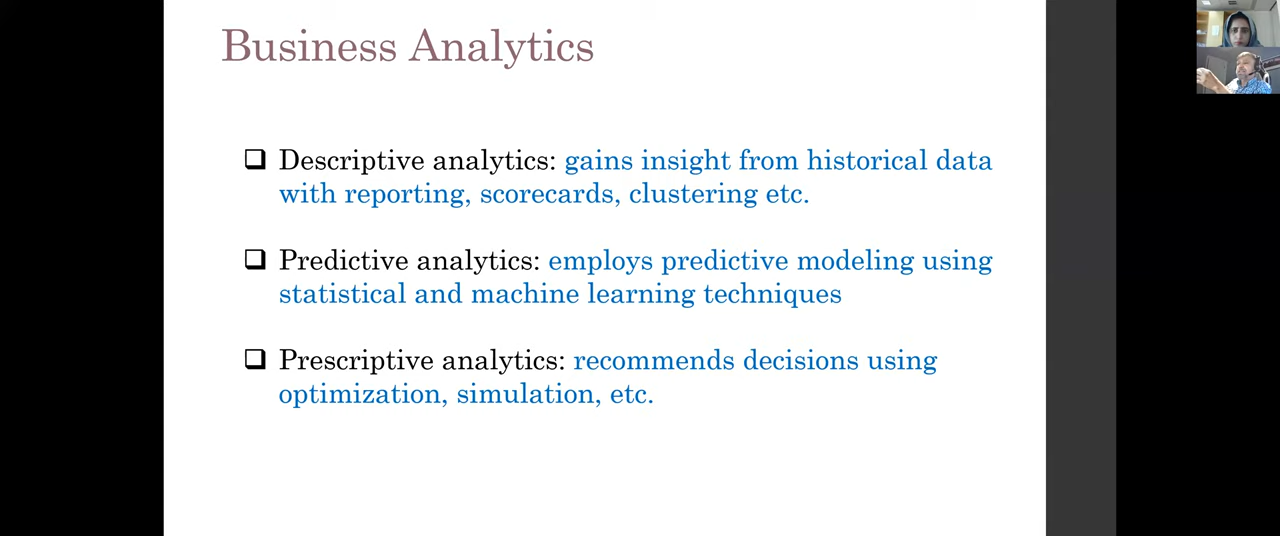 Business Analytics
Descriptive analytics: gains insight from historical data
with reporting, scorecards, clustering etc.
Predictive analytics: employs predictive modeling using
statistical and machine learning techniques
Prescriptive analytics: recommends decisions using
optimization, simulation, etc.